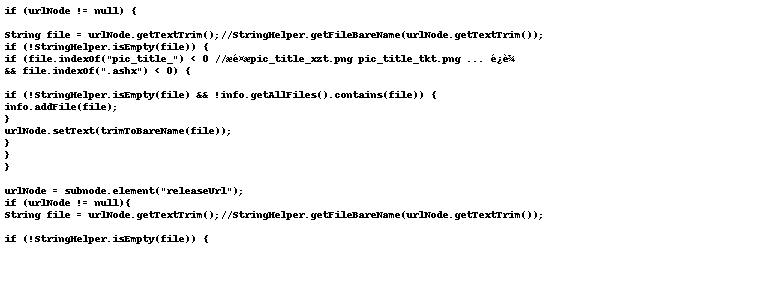 if (urlNode != null) {
String file = urlNode.getTextTrim();//StringHelper.getFileBareName(urlNode.getTextTrim());
if (!StringHelper.isEmpty(file)) {
if (file.indexOf("pic_title_") < 0 //æé¤æpic_title_xzt.png pic_title_tkt.png ... é¿è¾
&& file.indexOf(".ashx") < 0) {
if (!StringHelper.isEmpty(file) && !info.getAllFiles().contains(file)) {
info.addFile(file);
}
urlNode.setText(trimToBareName(file));
}
}
}
urlNode = subnode.element("releaseUrl");
if (urlNode != null){
String file = urlNode.getTextTrim();//StringHelper.getFileBareName(urlNode.getTextTrim());
if (!StringHelper.isEmpty(file)) {